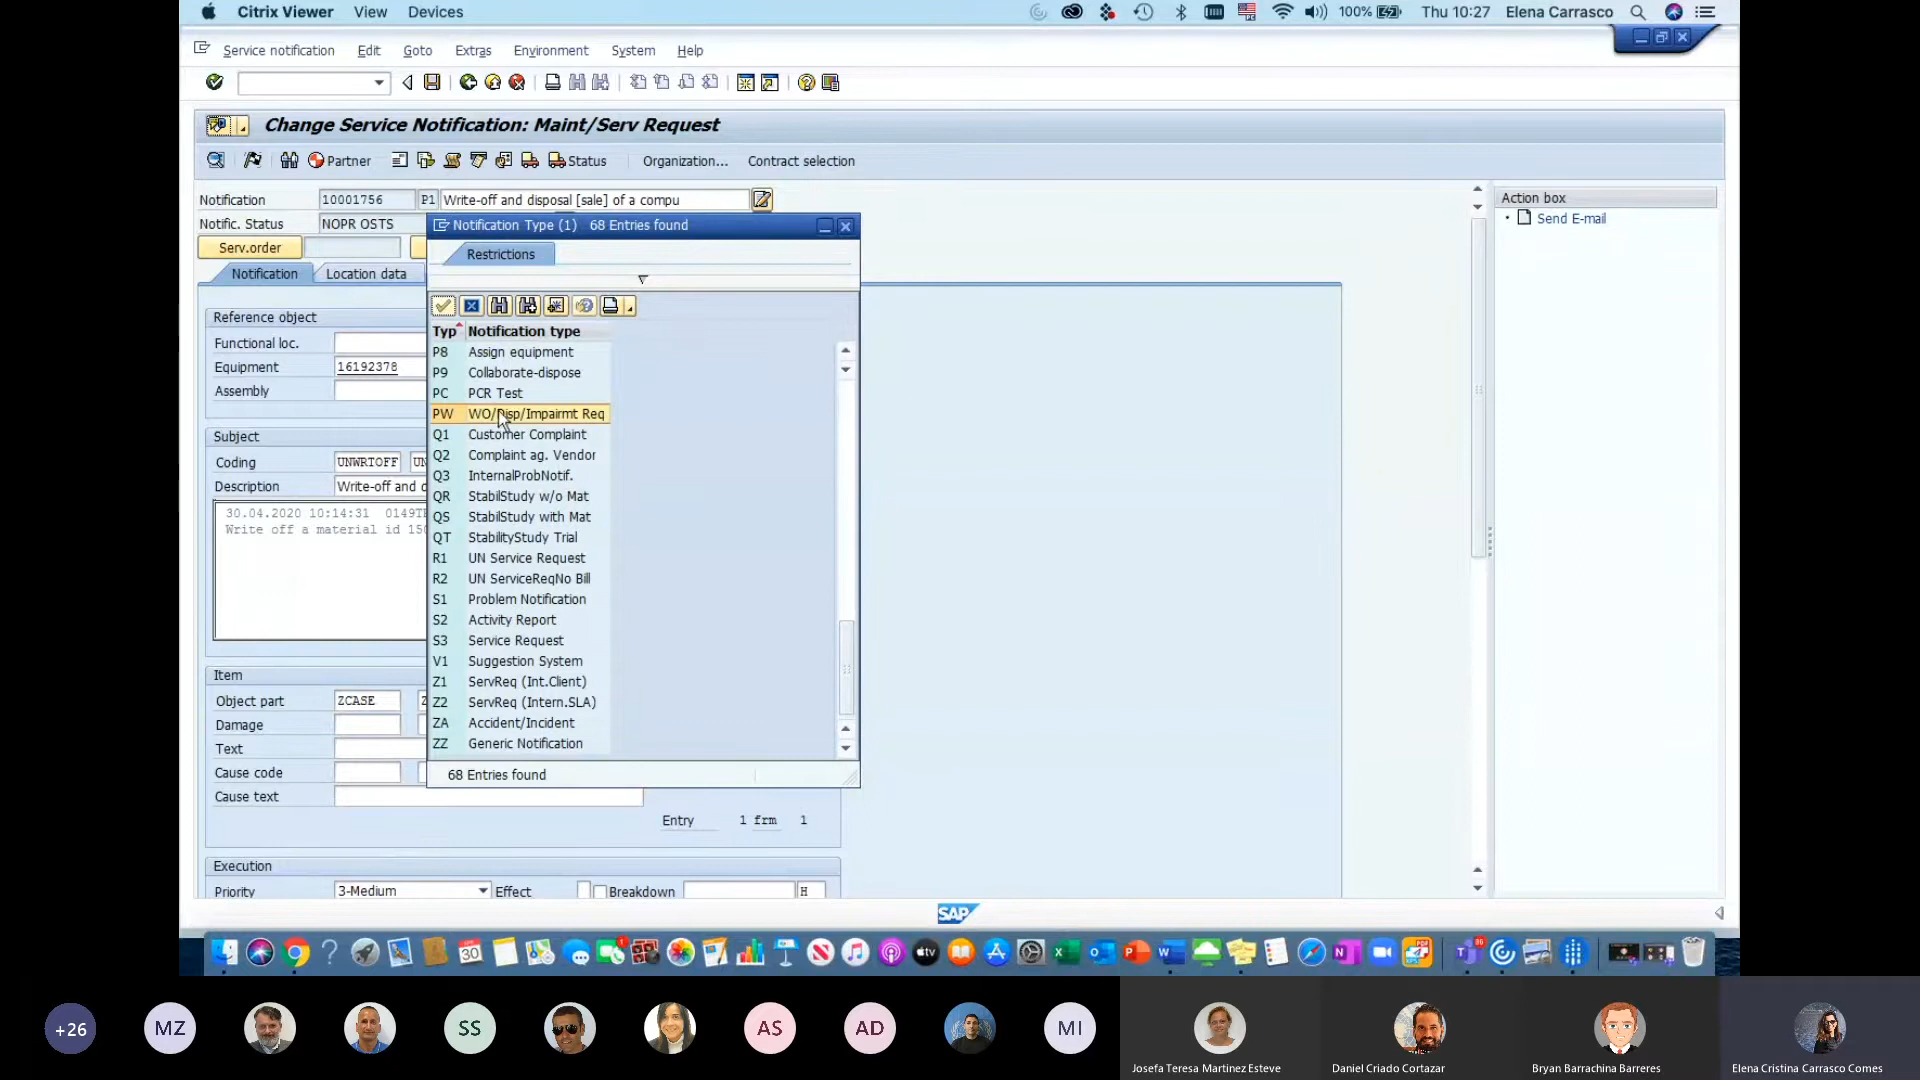 Citrix Viewer View Devices 100% Thu 10:27 Elena Carrasco
Service notification Edit Goto Extras Environment System Help
Change Service Notification: Maint/Serv Request
Partner Status Organization... Contract selection
Notification 10001756 P1 Write-off and disposal [sale] of a compu
Notific. Status NOPR OSTS
Serv.order
Notification Location data
Reference object
Functional loc.
Equipment 16192378
Assembly
Subject
Coding UNWRTOFF UN
Description Write-off and d
30.04.2020 10:14:31 0149TE
Write off a material id 150
Item
Object part ZCASE Z
Damage
Text
Cause code
Cause text
Entry 1 frm 1
Execution
Priority 3-Medium Effect Breakdown H
Notification Type (1) 68 Entries found
Restrictions
Typ Notification type
P8 Assign equipment
P9 Collaborate-dispose
PC PCR Test
PW WO/Disp/Impairmt Req
Q1 Customer Complaint
Q2 Complaint ag. Vendor
Q3 InternalProbNotif.
QR StabilStudy w/o Mat
QS StabilStudy with Mat
QT StabilityStudy Trial
R1 UN Service Request
R2 UN ServiceReqNo Bill
S1 Problem Notification
S2 Activity Report
S3 Service Request
V1 Suggestion System
Z1 ServReq (Int.Client)
Z2 ServReq (Intern.SLA)
ZA Accident/Incident
ZZ Generic Notification
68 Entries found
Action box
Send E-mail
SAP
30
tv
+26
MZ
SS
AS
AD
MI
Josefa Teresa Martinez Esteve
Daniel Criado Cortazar
Bryan Barrachina Barreres
Elena Cristina Carrasco Comes